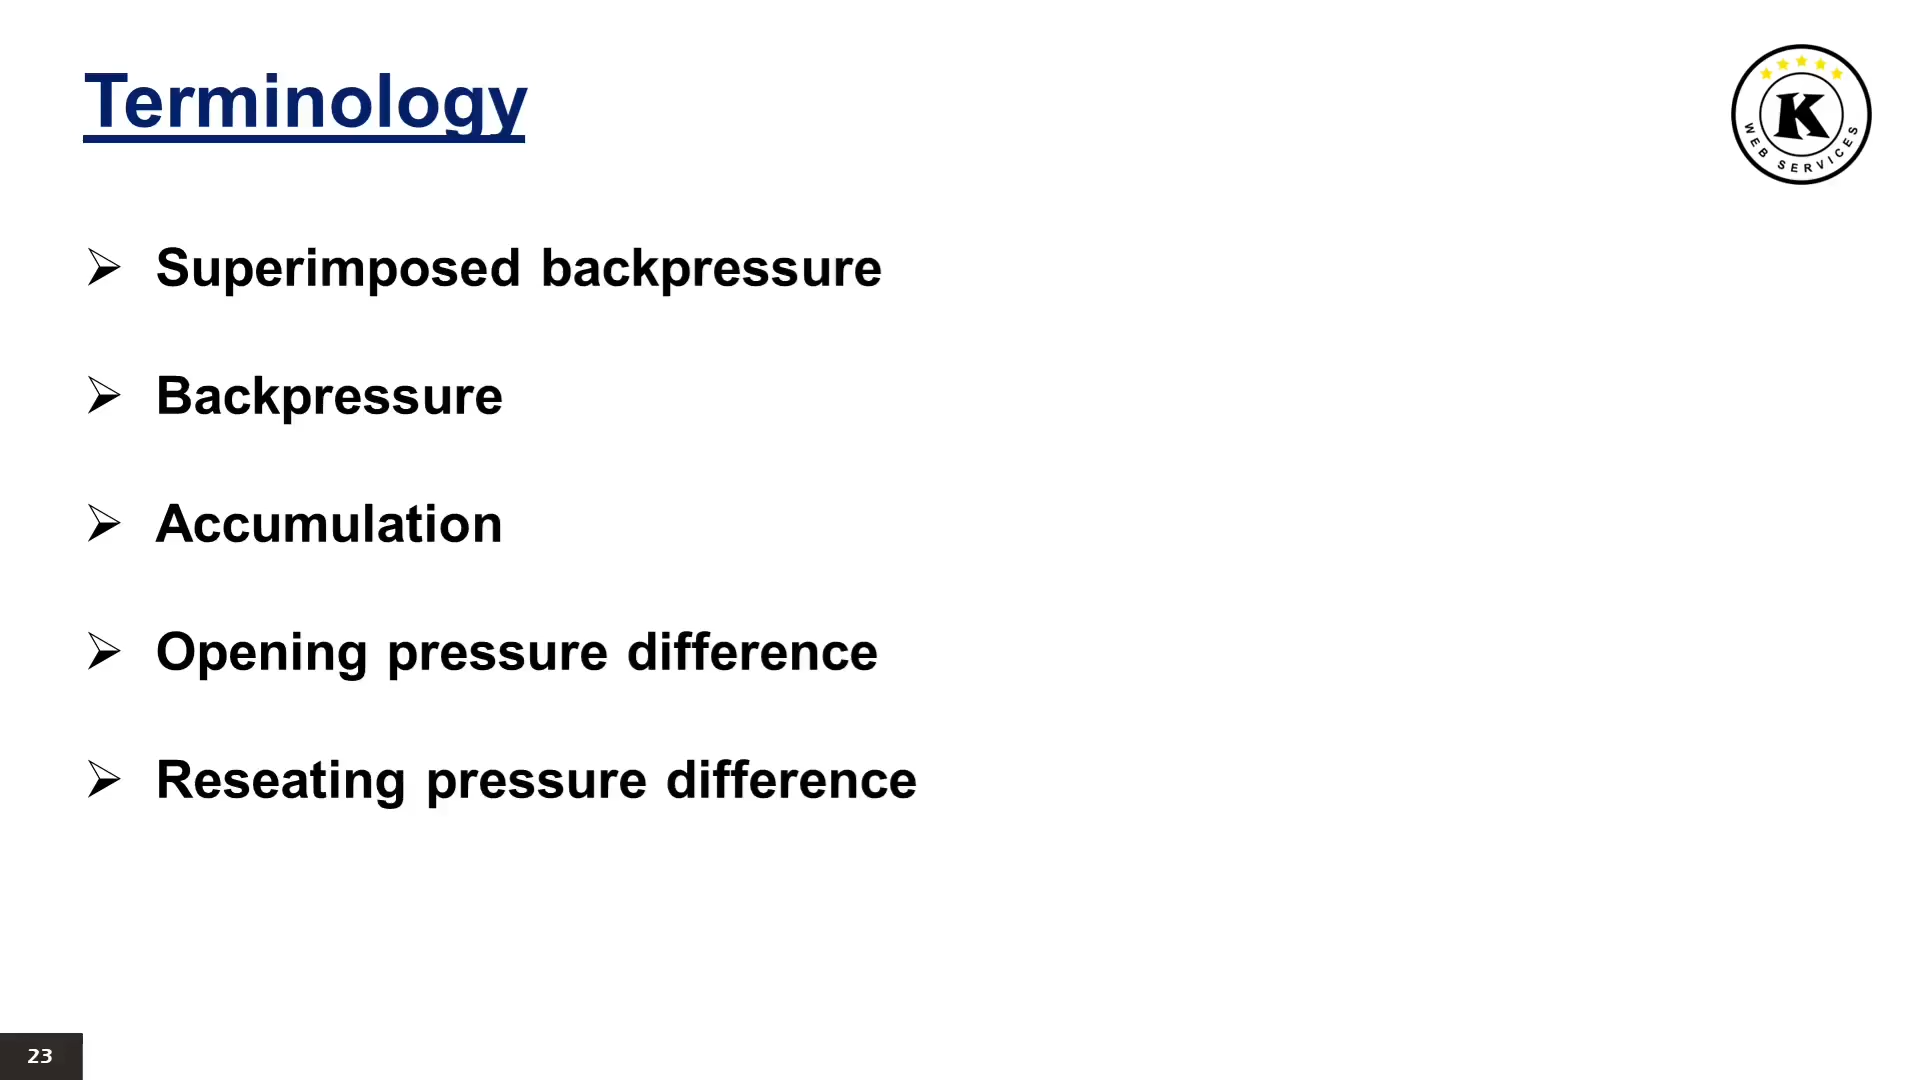 Terminology
K
WEB SERVICES
Superimposed backpressure
Backpressure
Accumulation
Opening pressure difference
Reseating pressure difference
23